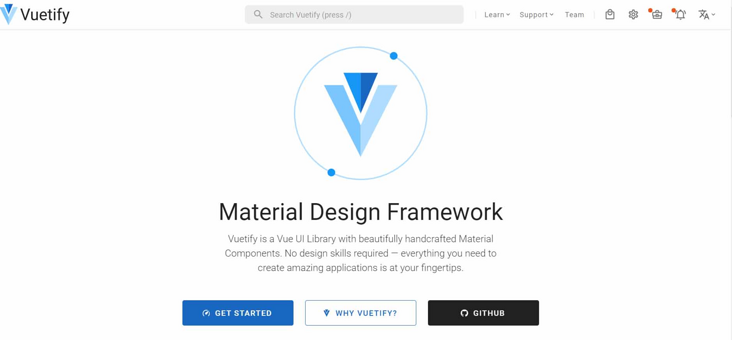 Vuetify
Search Vuetify (press /)
Learn
Support
Team
Material Design Framework
Vuetify is a Vue UI Library with beautifully handcrafted Material
Components. No design skills required — everything you need to
create amazing applications is at your fingertips.
GET STARTED
WHY VUETIFY?
GITHUB